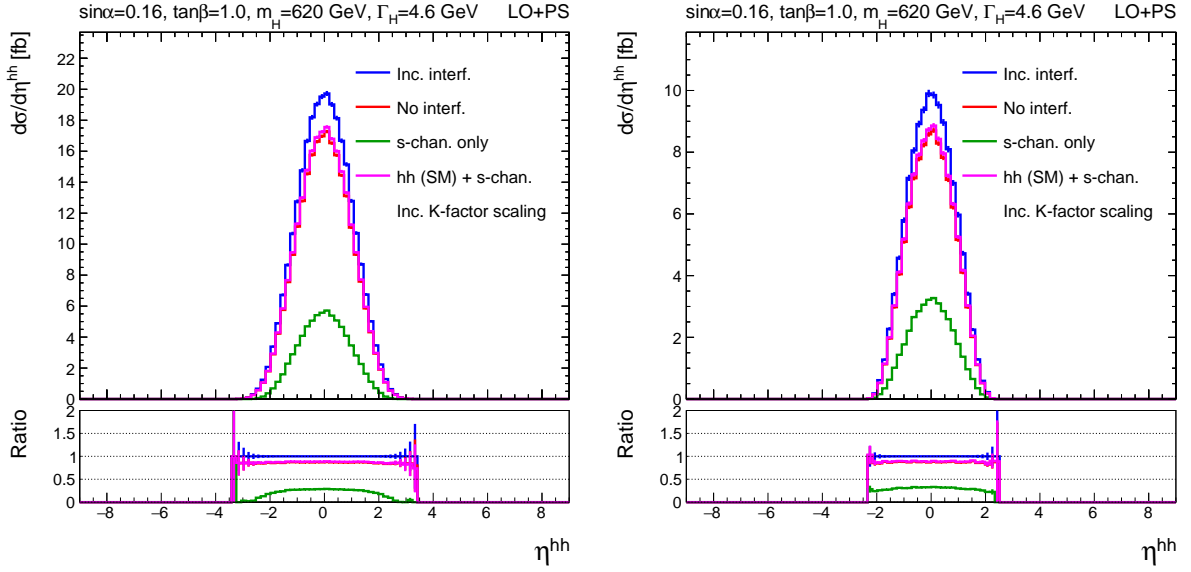 sinα=0.16, tanβ=1.0, m_H=620 GeV, Γ_H=4.6 GeV LO+PS
dσ/dη^hh [fb]
22
20
18
16
14
12
10
8
6
4
2
0
Inc. interf.
No interf.
s-chan. only
hh (SM) + s-chan.
Inc. K-factor scaling
Ratio
2
1.5
1
0.5
0
−8 −6 −4 −2 0 2 4 6 8
η^hh
sinα=0.16, tanβ=1.0, m_H=620 GeV, Γ_H=4.6 GeV LO+PS
dσ/dη^hh [fb]
10
8
6
4
2
0
Inc. interf.
No interf.
s-chan. only
hh (SM) + s-chan.
Inc. K-factor scaling
Ratio
2
1.5
1
0.5
0
−8 −6 −4 −2 0 2 4 6 8
η^hh